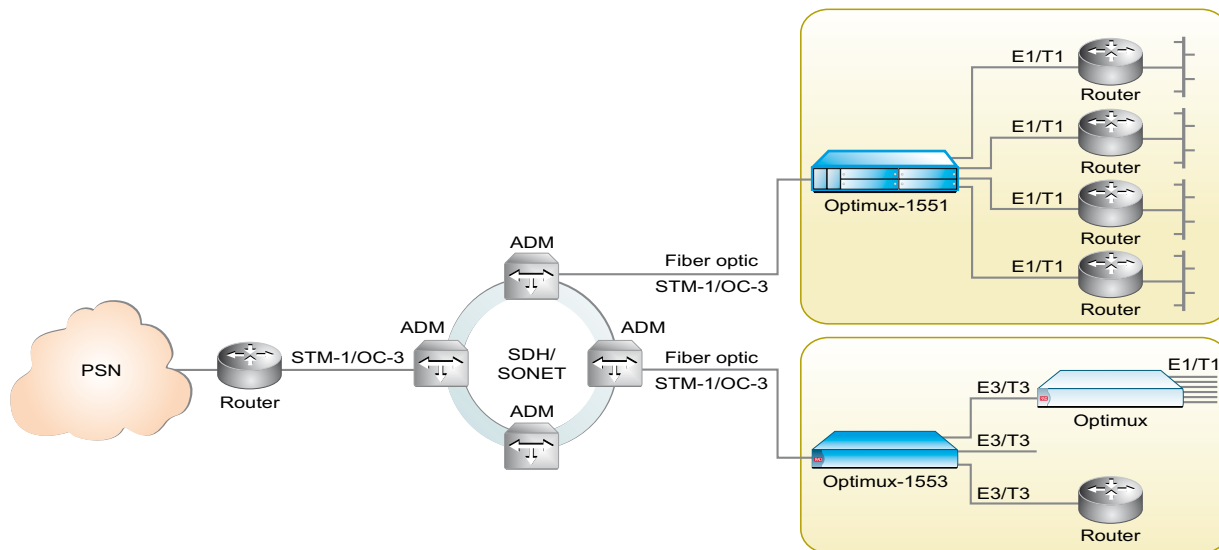 PSN
Router
STM-1/OC-3
ADM
ADM
ADM
ADM
SDH/
SONET
Fiber optic
STM-1/OC-3
Fiber optic
STM-1/OC-3
Optimux-1551
E1/T1
Router
E1/T1
Router
E1/T1
Router
E1/T1
Router
Optimux-1553
E3/T3
E1/T1
Optimux
E3/T3
E3/T3
Router